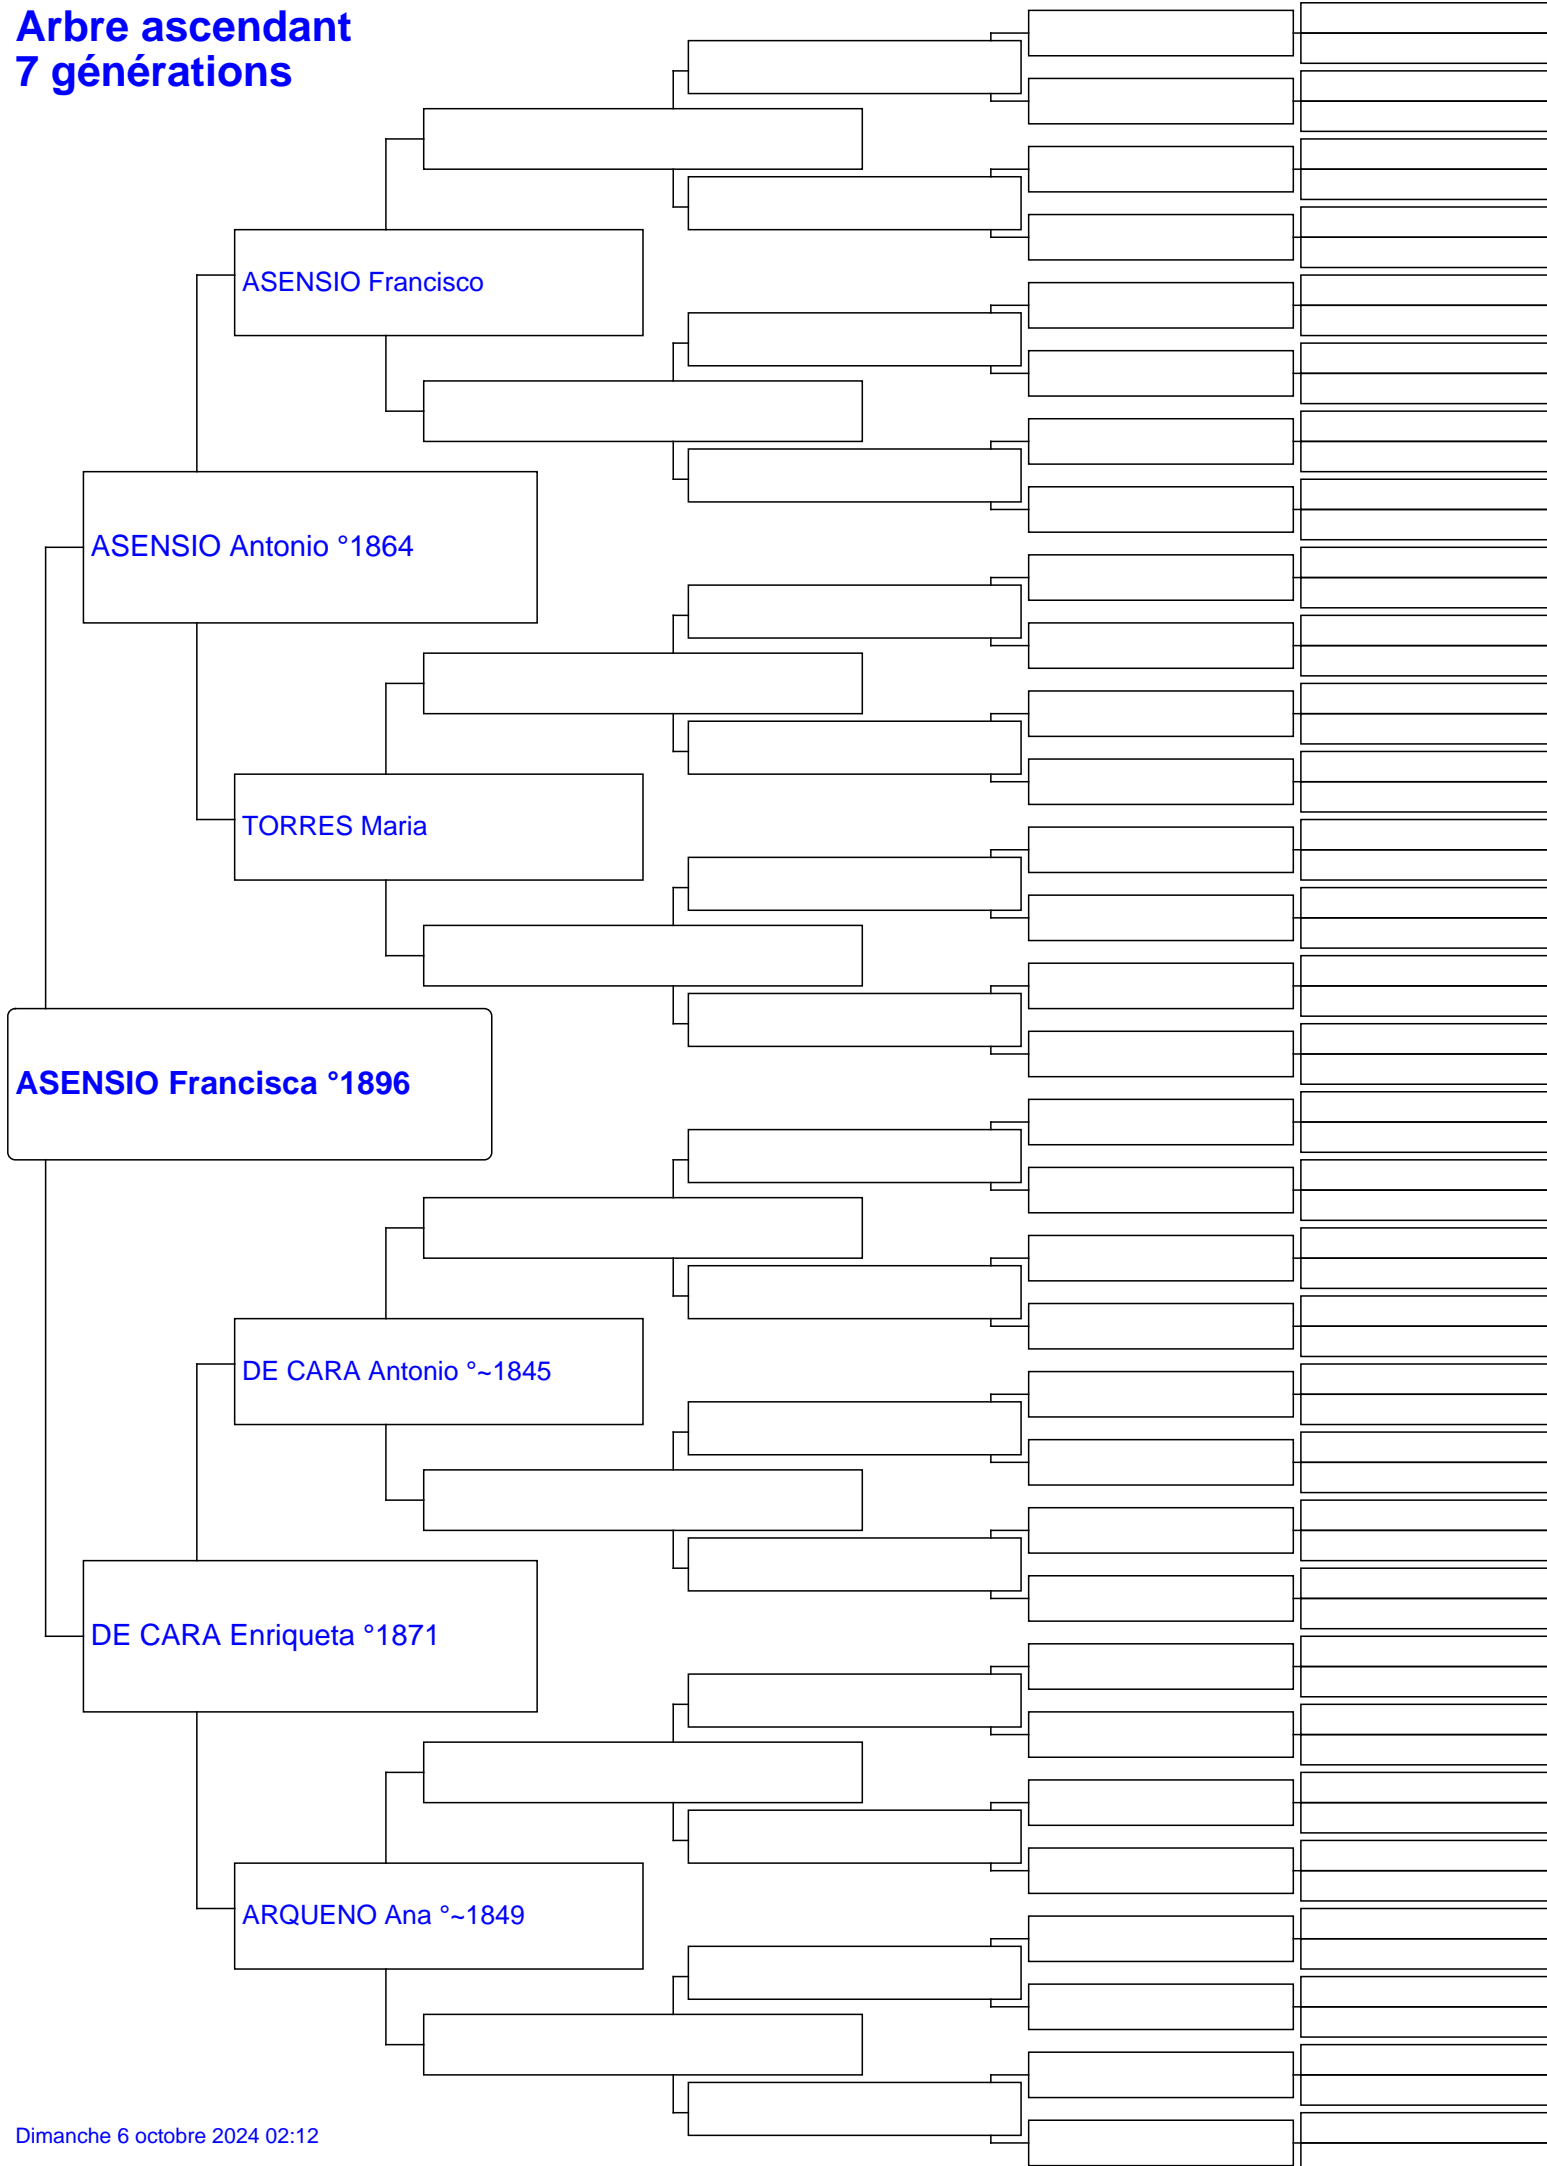 Arbre ascendant
7 générations
ASENSIO Francisco
ASENSIO Antonio °1864
TORRES Maria
ASENSIO Francisca °1896
DE CARA Antonio °~1845
DE CARA Enriqueta °1871
ARQUENO Ana °~1849
Dimanche 6 octobre 2024 02:12